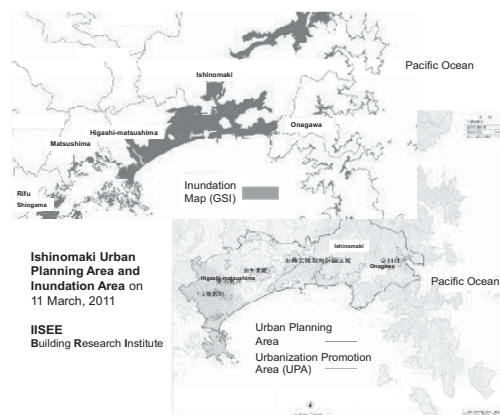 Pacific Ocean
Ishinomaki
Onagawa
Higashi-matsushima
Matsushima
Rifu
Shiogama
Inundation
Map (GSI)
Ishinomaki Urban
Planning Area and
Inundation Area on
11 March, 2011
IISEE
Building Research Institute
Ishinomaki
Onagawa
Higashi-matsushima
Pacific Ocean
Urban Planning
Area
Urbanization Promotion
Area (UPA)